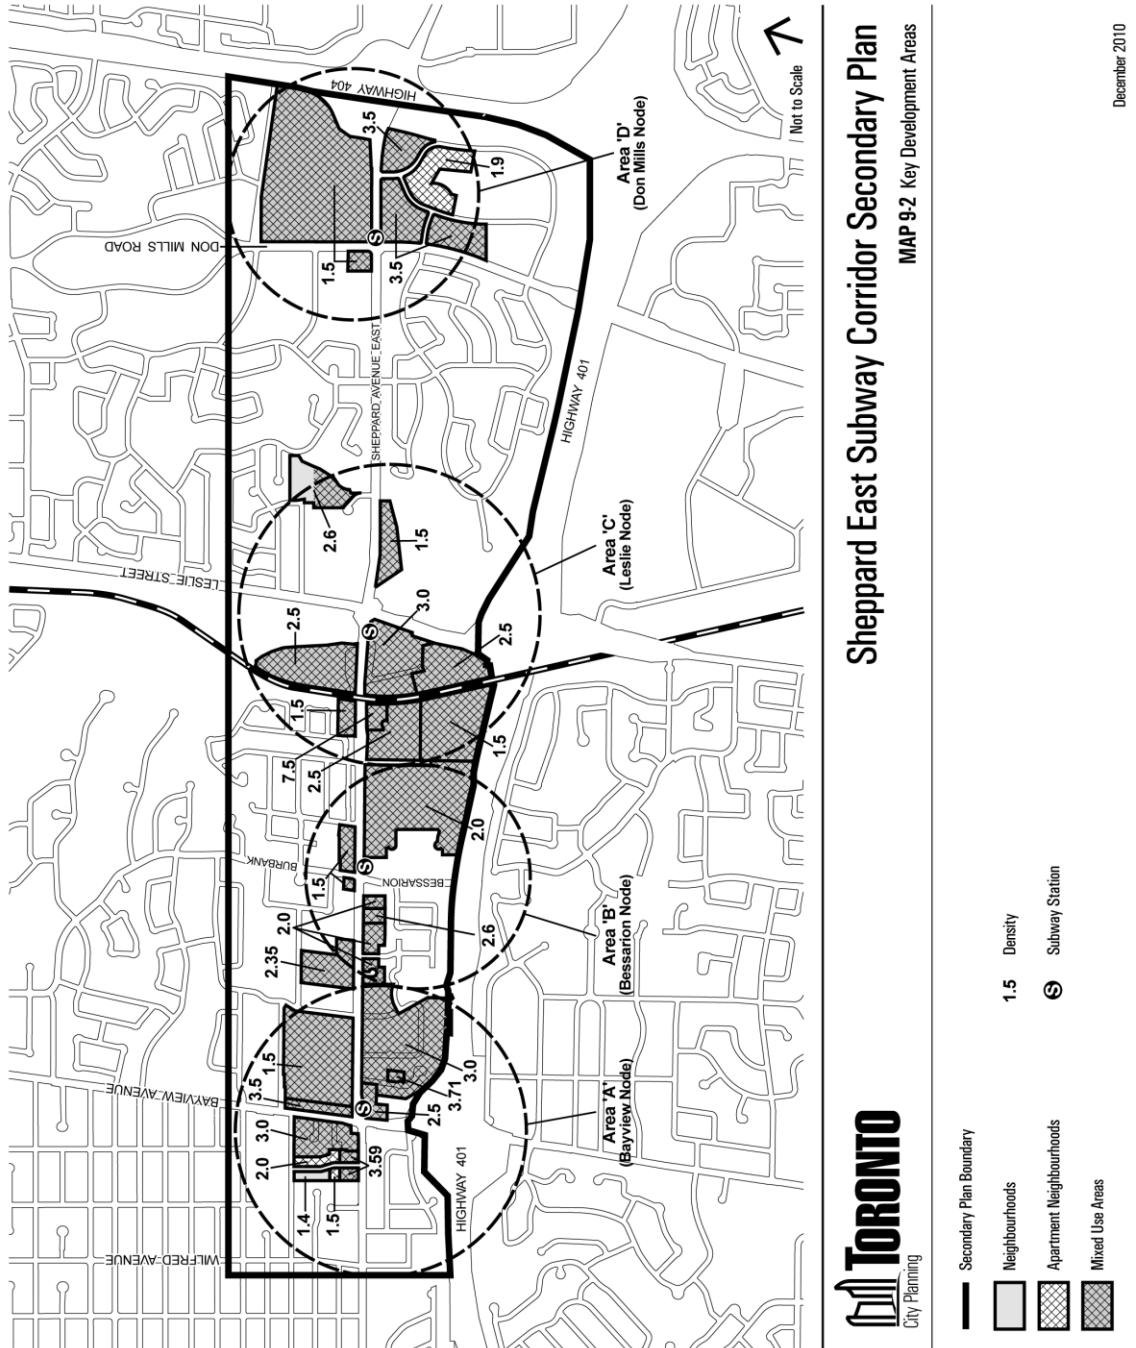 WILFRED AVENUE
BAYVIEW AVENUE
LESLIE STREET
DON MILLS ROAD
HIGHWAY 404
BURBANK
BESSARION
SHEPPARD AVENUE EAST
HIGHWAY 401
HIGHWAY 401
1.4
1.5
2.0
3.0
3.59
3.5
1.5
2.5
3.71
3.0
2.35
2.0
2.6
1.5
2.0
7.5
2.5
1.5
1.5
2.5
3.0
2.5
2.6
1.5
1.5
3.5
3.5
1.9
S
S
S
S
Area 'A'
(Bayview Node)
Area 'B'
(Bessarion Node)
Area 'C'
(Leslie Node)
Area 'D'
(Don Mills Node)
Not to Scale
TORONTO
City Planning
Sheppard East Subway Corridor Secondary Plan
MAP 9-2 Key Development Areas
Secondary Plan Boundary
Neighbourhoods
Apartment Neighbourhoods
Mixed Use Areas
1.5 Density
S Subway Station
December 2010